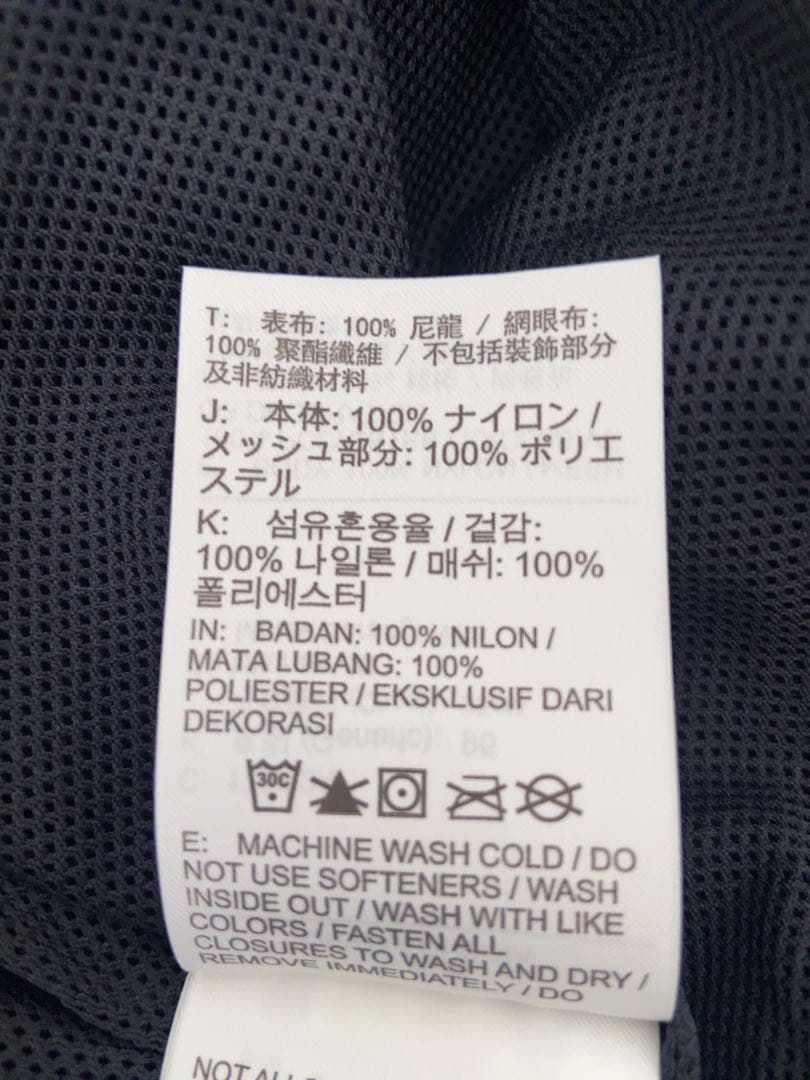 T: 表布: 100% 尼龍 / 網眼布:
100% 聚酯纖維 / 不包括裝飾部分
及非紡織材料
J: 本体: 100% ナイロン /
メッシュ部分: 100% ポリエ
ステル
K: 섬유혼용율 / 겉감:
100% 나일론 / 매쉬: 100%
폴리에스터
IN: BADAN: 100% NILON /
MATA LUBANG: 100%
POLIESTER / EKSKLUSIF DARI
DEKORASI
30C
E: MACHINE WASH COLD / DO
NOT USE SOFTENERS / WASH
INSIDE OUT / WASH WITH LIKE
COLORS / FASTEN ALL
CLOSURES TO WASH AND DRY /
REMOVE IMMEDIATELY / DO
NOT